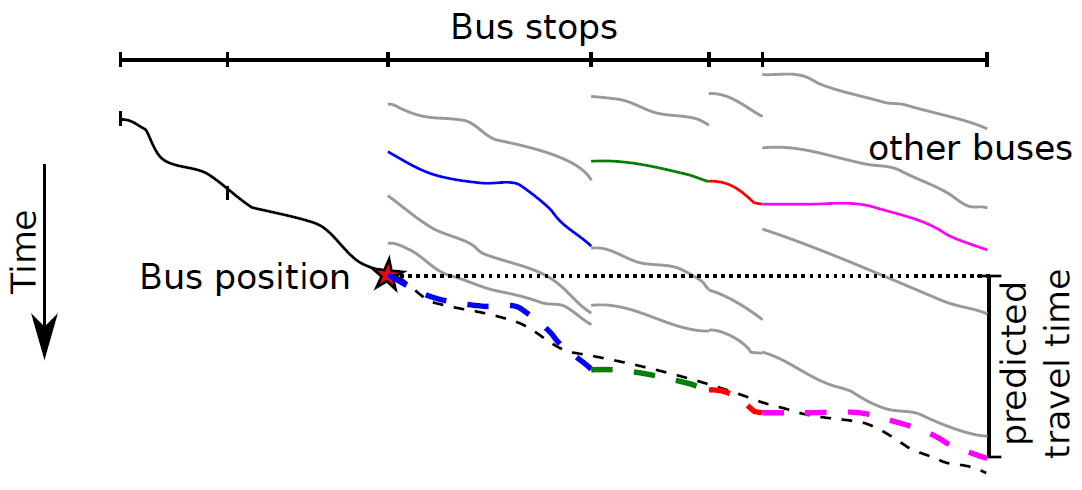 Bus stops
other buses
Time
Bus position
predicted
travel time